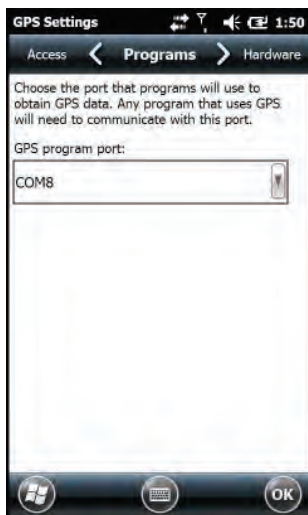 GPS Settings 1:50
Access Programs Hardware
Choose the port that programs will use to
obtain GPS data. Any program that uses GPS
will need to communicate with this port.
GPS program port:
COM8
OK